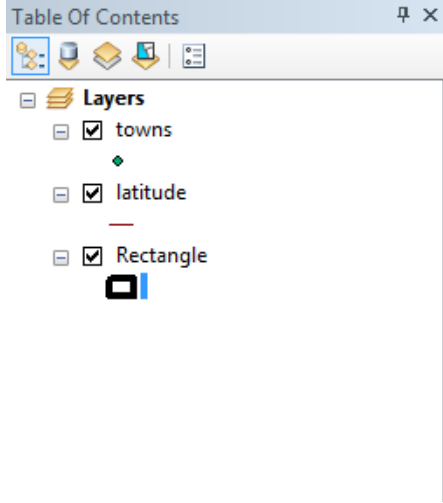 Table Of Contents
Layers
towns
latitude
Rectangle